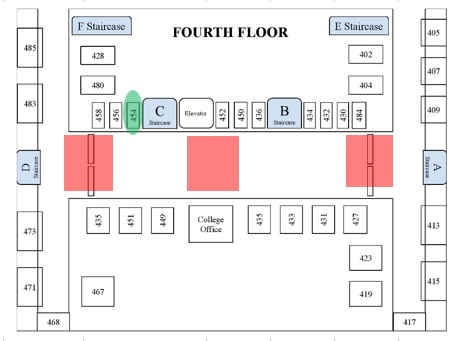 FOURTH FLOOR
F Staircase
E Staircase
485
428
402
405
480
404
407
483
458
456
454
C
Staircase
Elevator
452
450
436
B
Staircase
434
432
430
484
409
D
Staircase
A
Staircase
473
435
451
449
College
Office
435
433
431
427
413
423
471
467
419
415
468
417